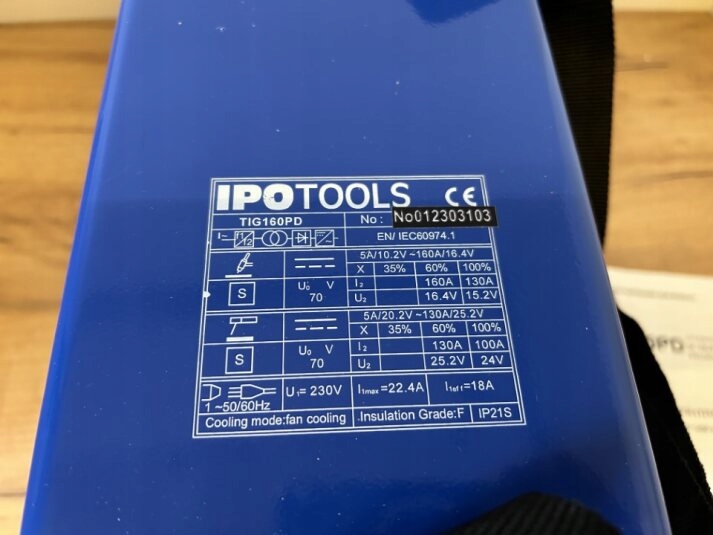 IPOTOOLS CE
TIG160PD No: No012303103
1~ f1 f2 EN/ IEC60974.1
5A/10.2V ~160A/16.4V
X 35% 60% 100%
S U₀ V 70 I₂ 160A 130A
U₂ 16.4V 15.2V
5A/20.2V ~130A/25.2V
X 35% 60% 100%
S U₀ V 70 I₂ 130A 100A
U₂ 25.2V 24V
1 ~50/60Hz U₁= 230V I₁max=22.4A I₁eff=18A
Cooling mode:fan cooling .Insulation Grade:F IP21S